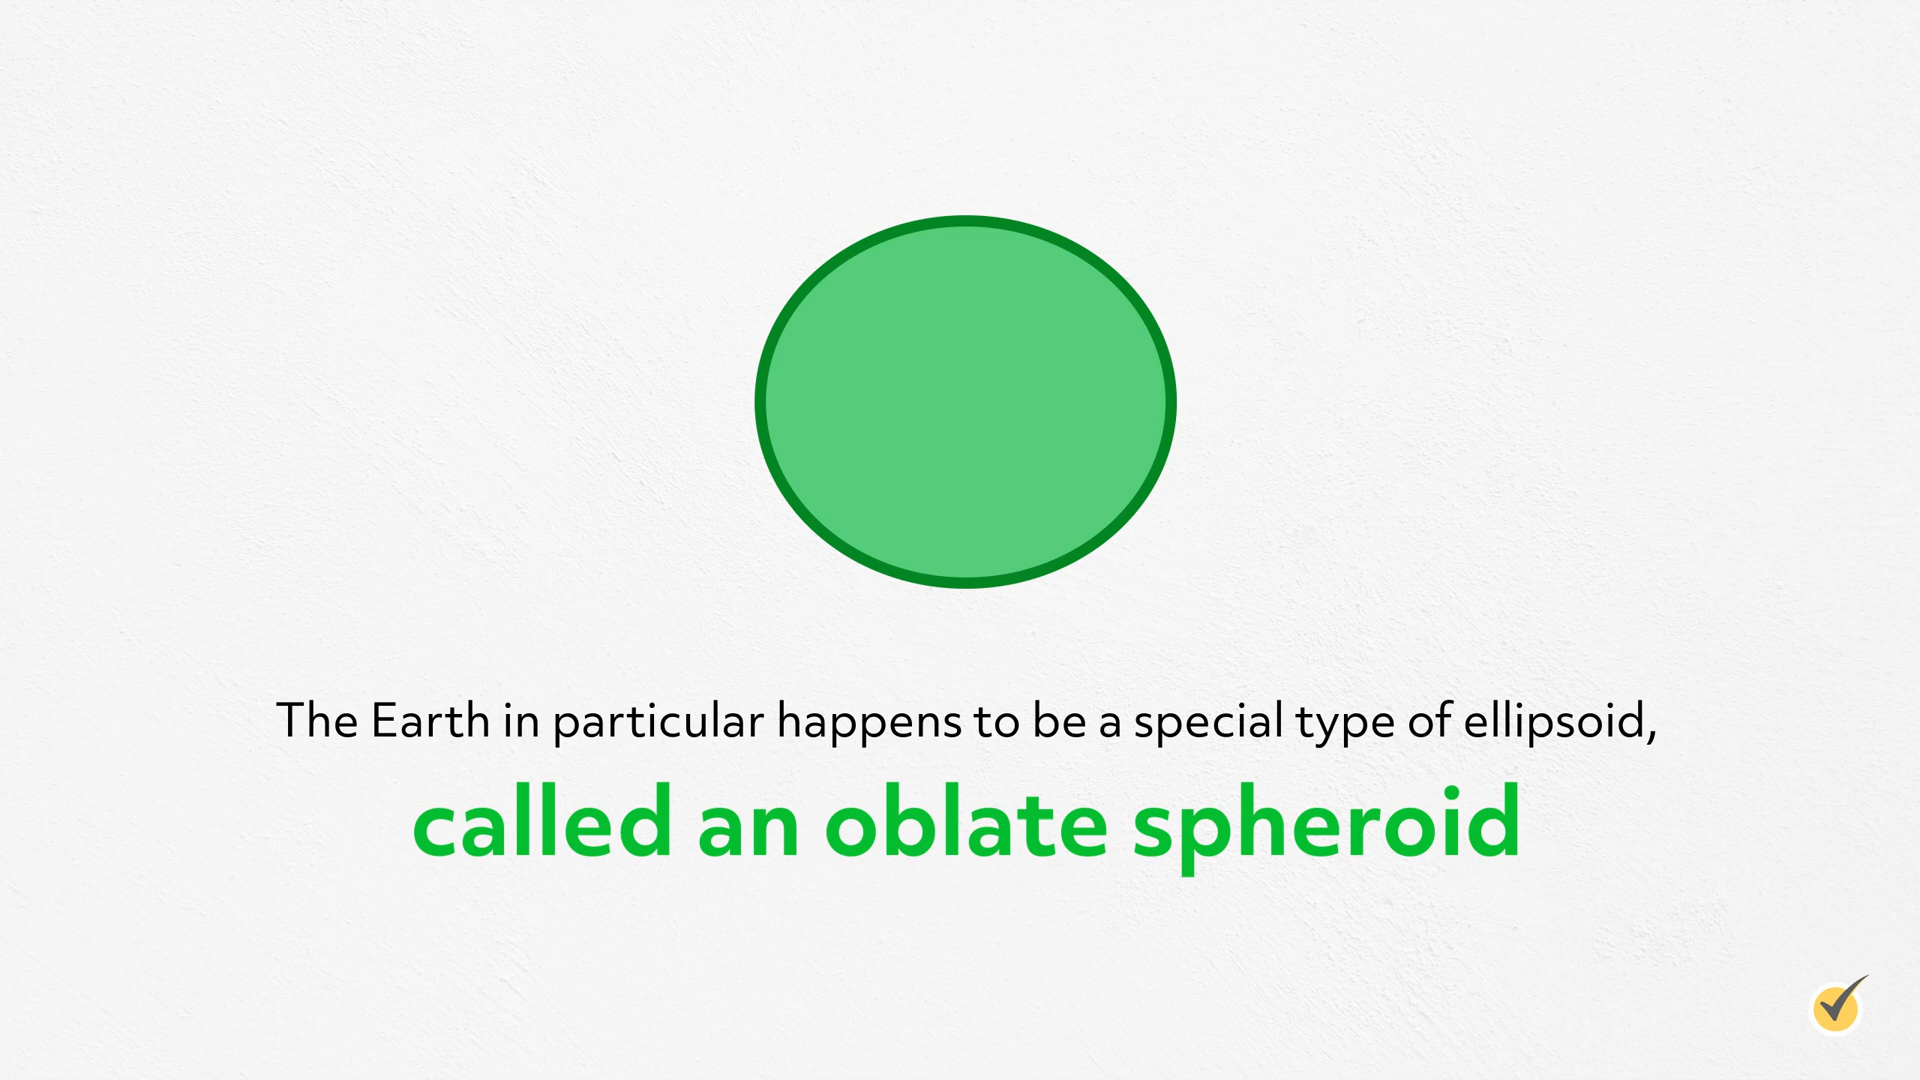 The Earth in particular happens to be a special type of ellipsoid,
called an oblate spheroid